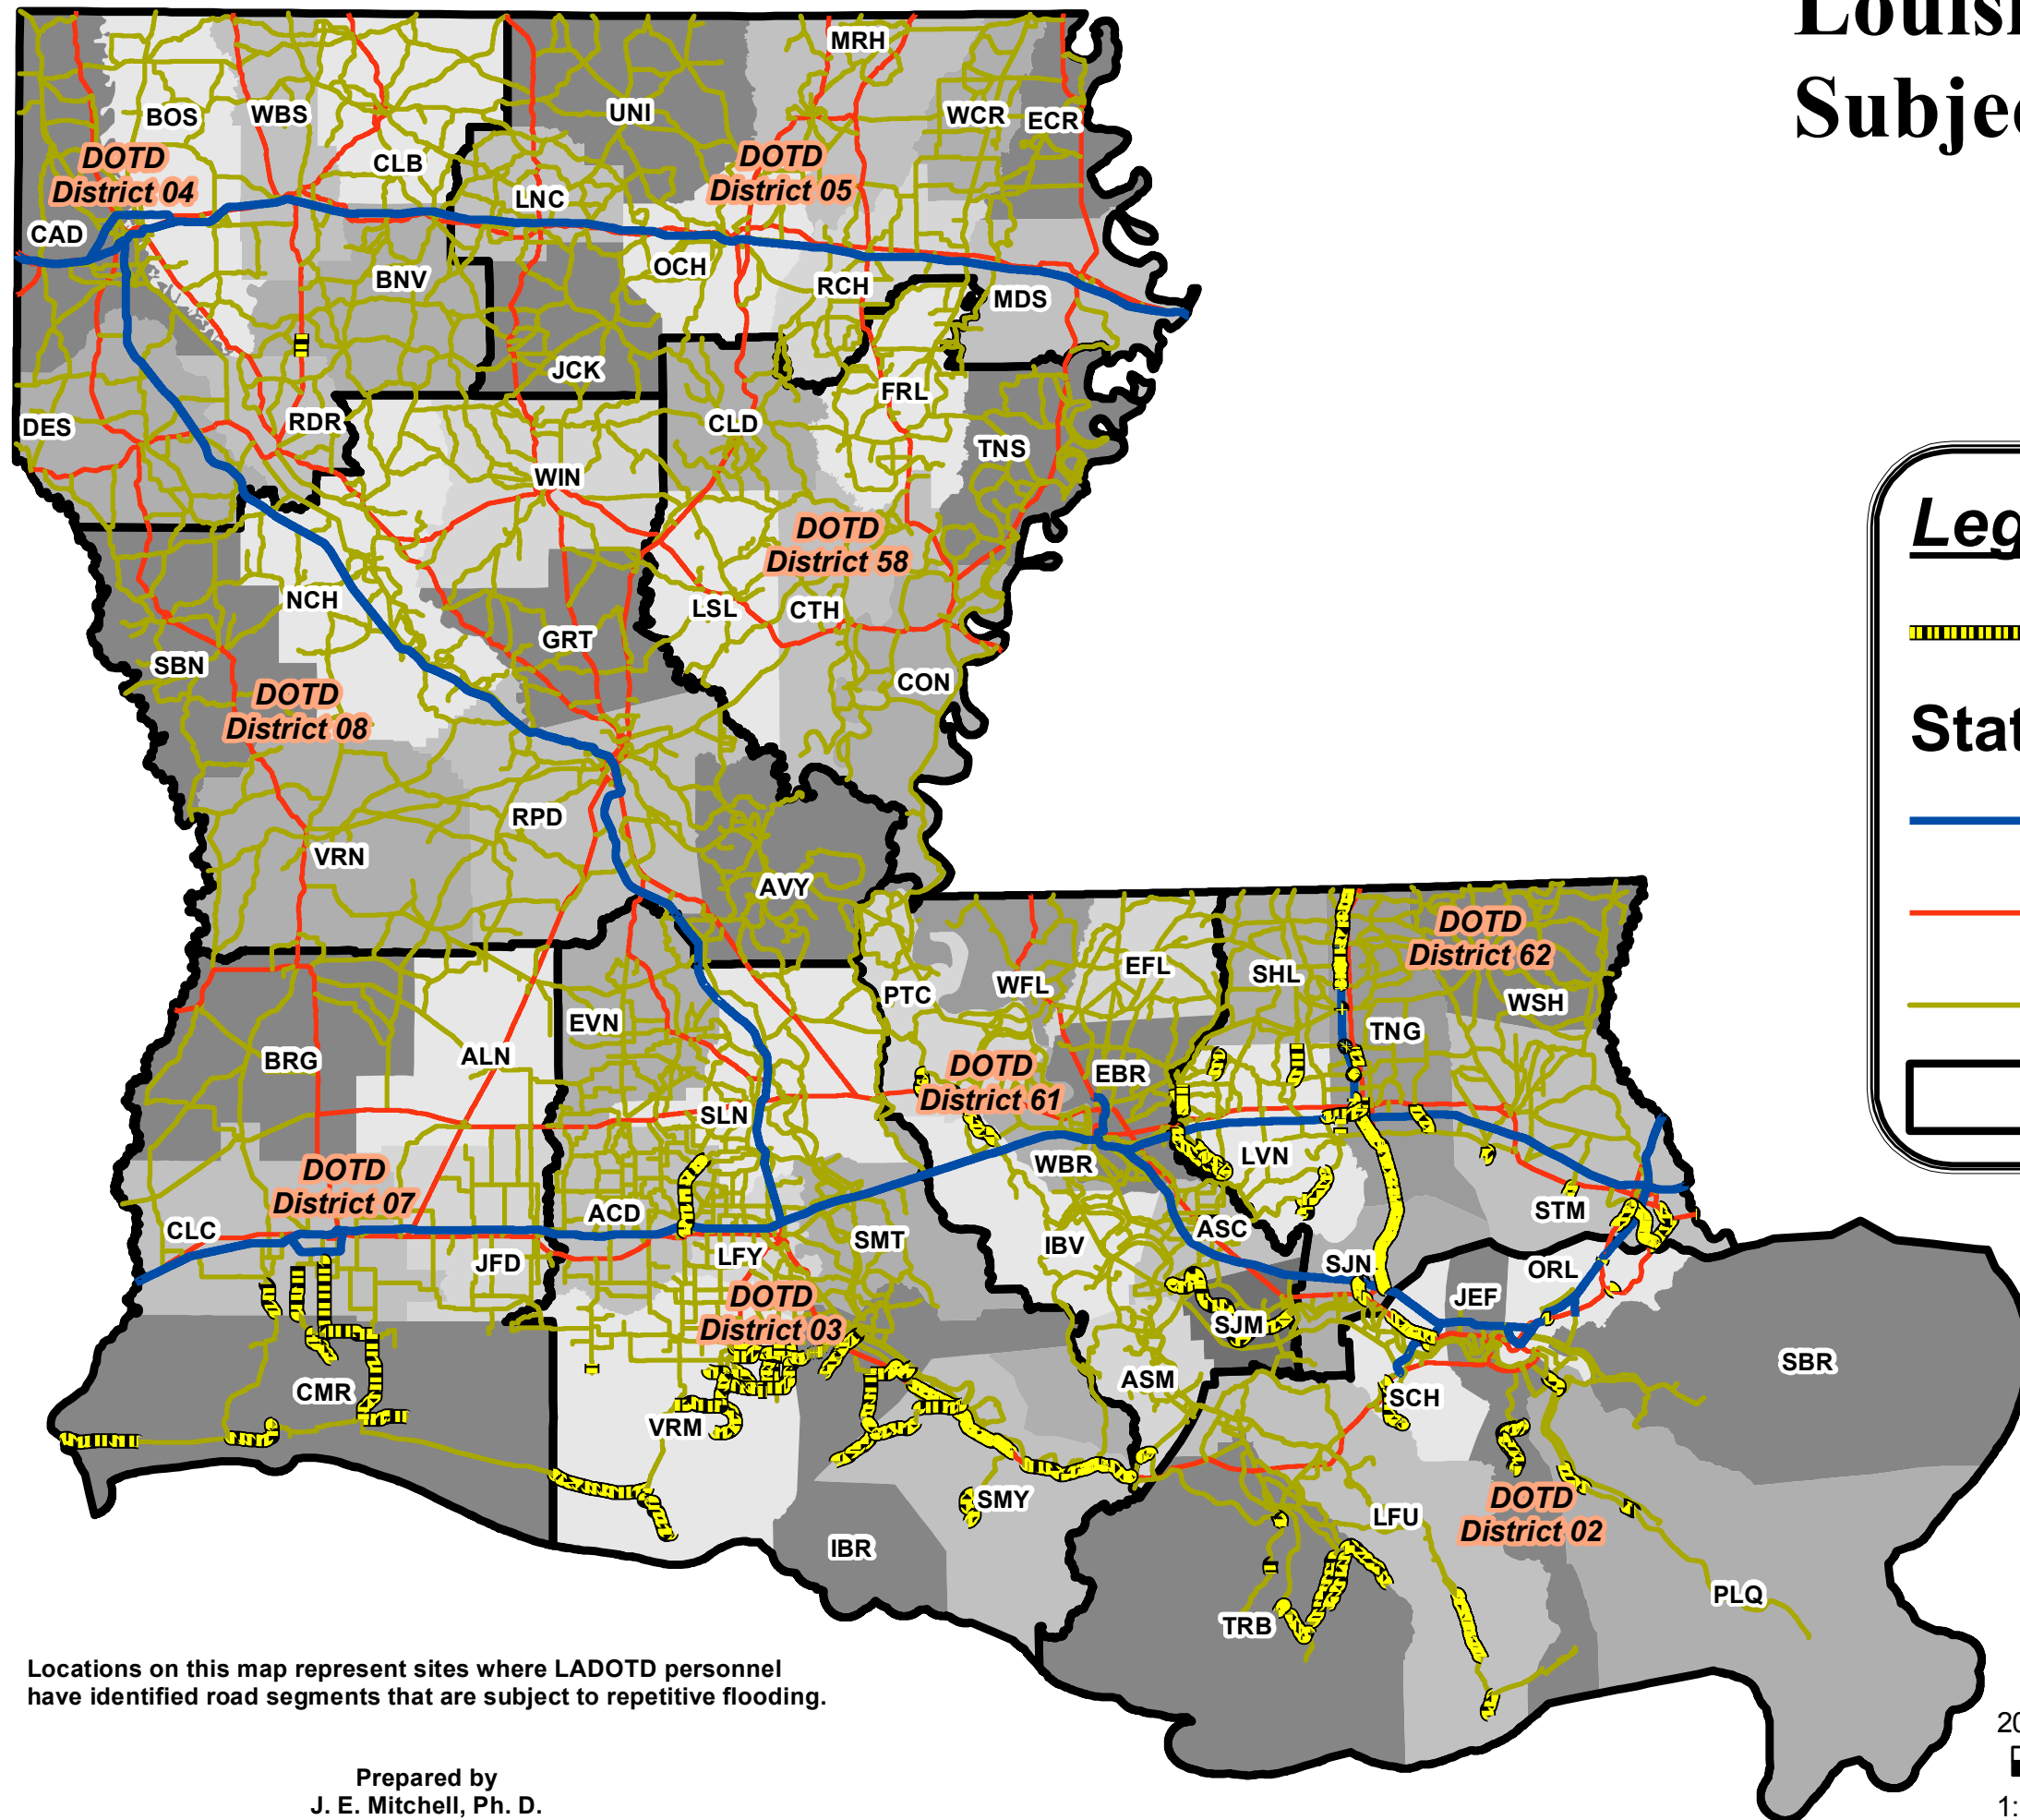 Subje
MRH
BOS
WBS
UNI
WCR
ECR
DOTD
District 04
CLB
DOTD
District 05
LNC
CAD
OCH
BNV
RCH
MDS
JCK
FRL
DES
RDR
CLD
TNS
WIN
Leg
DOTD
District 58
NCH
LSL
CTH
GRT
SBN
CON
DOTD
District 08
Stat
RPD
VRN
AVY
DOTD
District 62
EFL
SHL
WFL
PTC
WSH
EVN
TNG
BRG
ALN
DOTD
District 61
EBR
SLN
LVN
WBR
DOTD
District 07
ACD
STM
CLC
ASC
SMT
IBV
LFY
JFD
SJN
ORL
JEF
DOTD
District 03
SJM
SBR
ASM
CMR
SCH
VRM
SMY
DOTD
District 02
LFU
IBR
PLQ
TRB
Locations on this map represent sites where LADOTD personnel
have identified road segments that are subject to repetitive flooding.
Prepared by
J. E. Mitchell, Ph. D.
20
1: